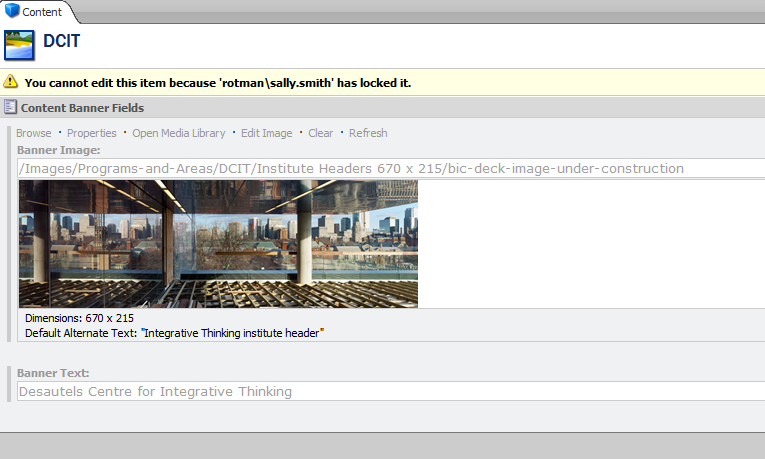 Content
DCIT
You cannot edit this item because 'rotman\sally.smith' has locked it.
Content Banner Fields
Browse · Properties · Open Media Library · Edit Image · Clear · Refresh
Banner Image:
/Images/Programs-and-Areas/DCIT/Institute Headers 670 x 215/bic-deck-image-under-construction
Dimensions: 670 x 215
Default Alternate Text: "Integrative Thinking institute header"
Banner Text:
Desautels Centre for Integrative Thinking